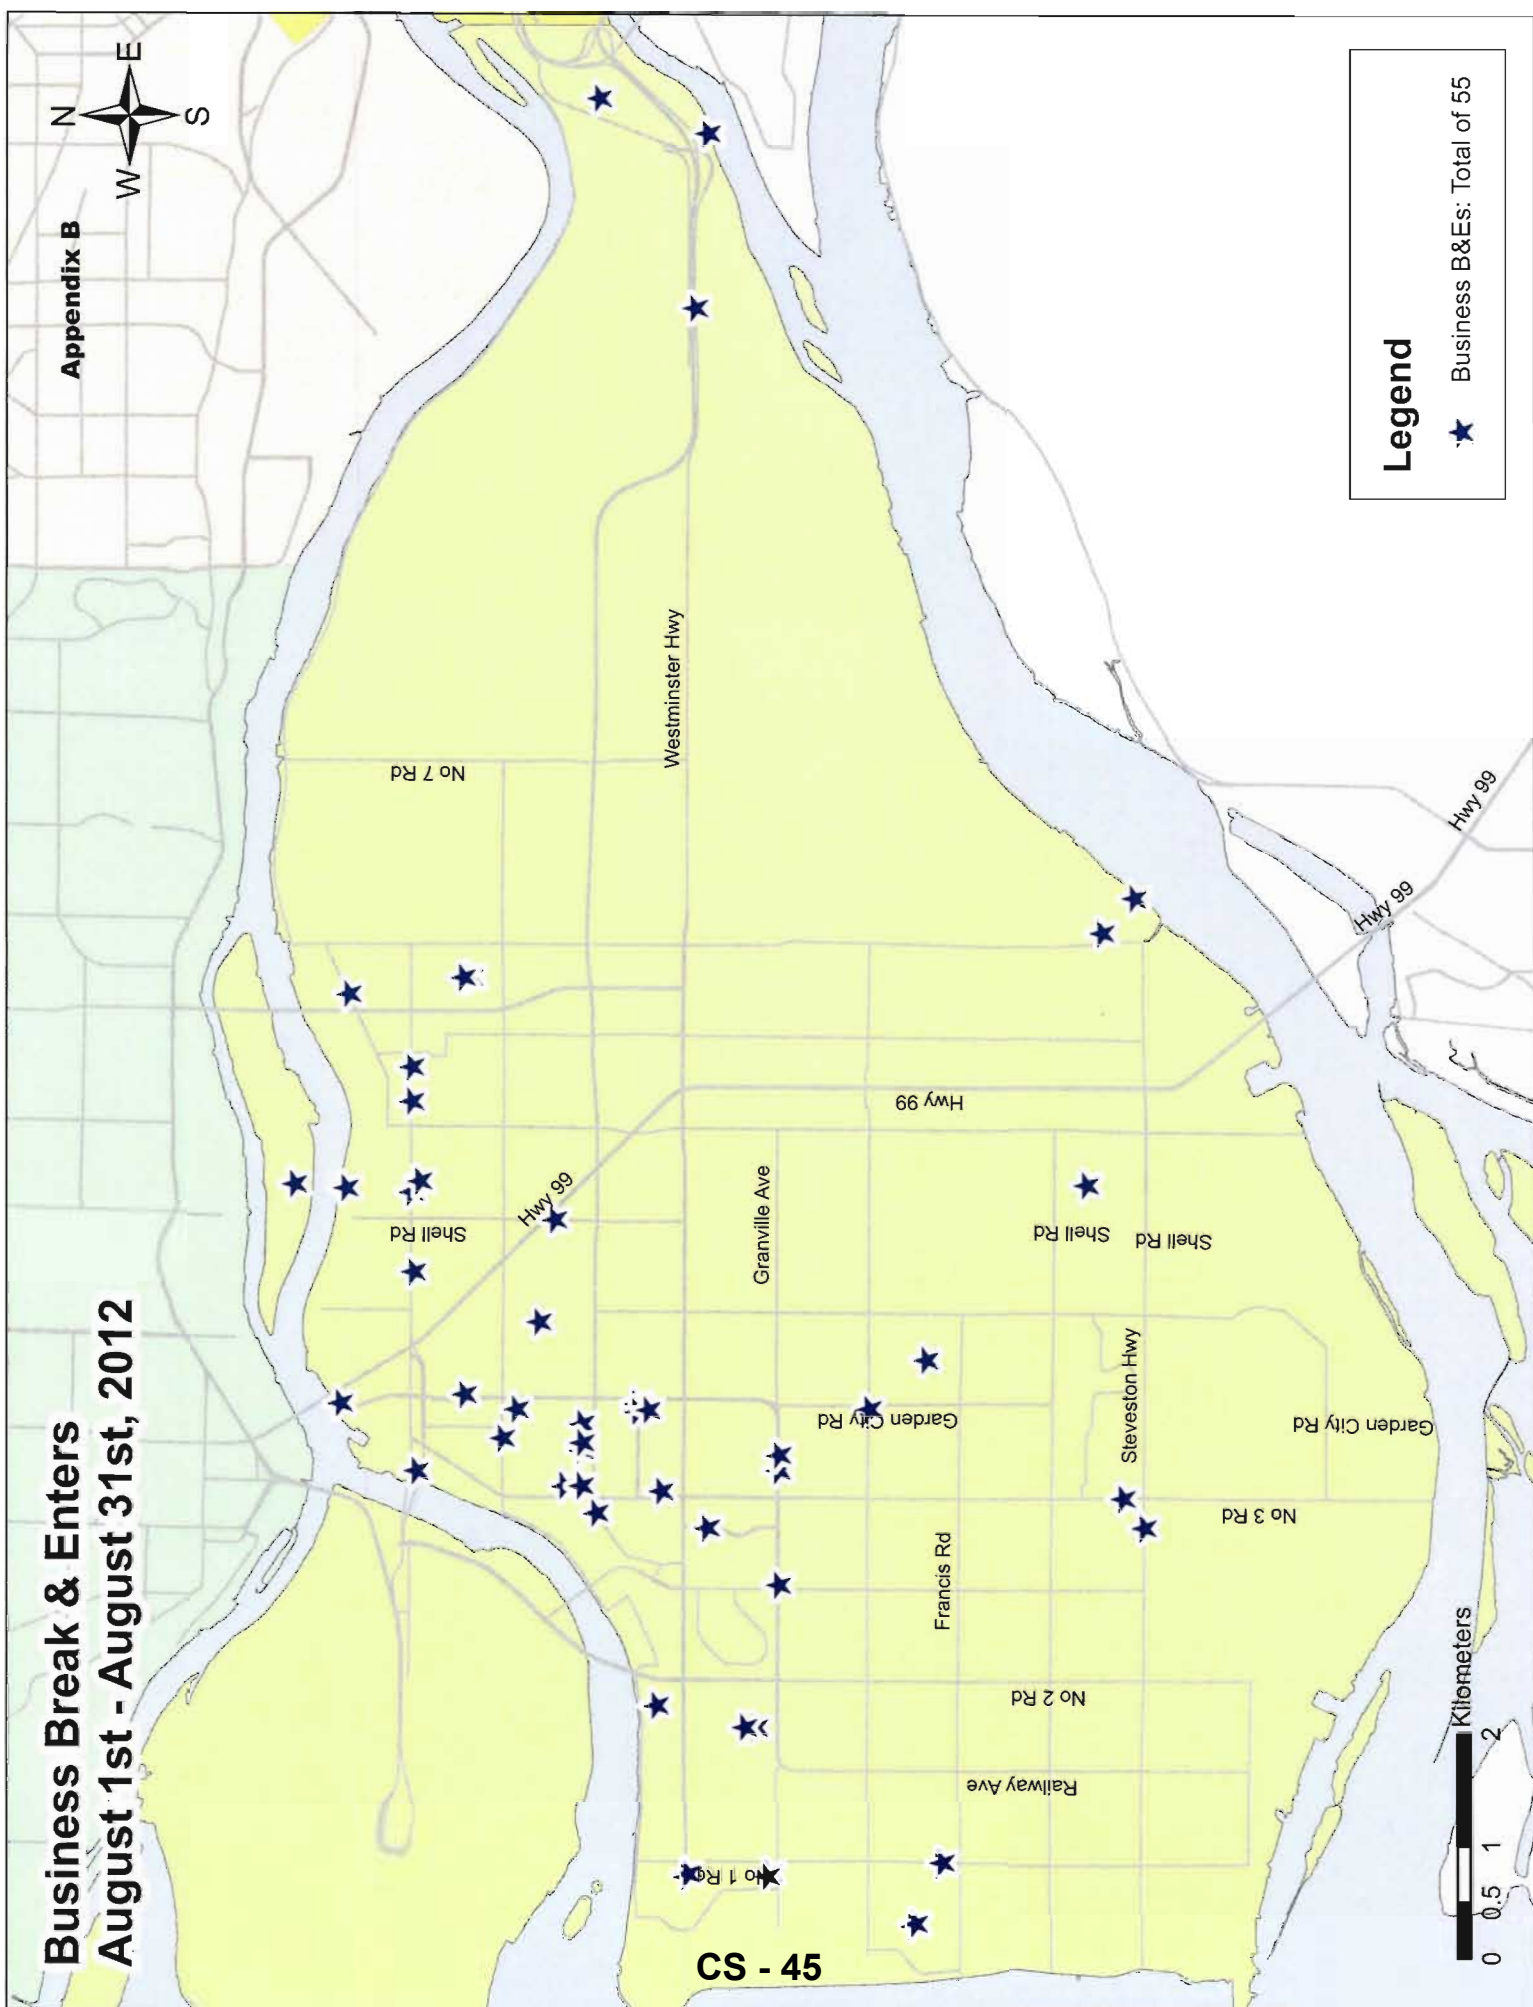 Business Break & Enters
August 1st - August 31st, 2012
Appendix B
N
W
E
S
No 7 Rd
Westminster Hwy
Hwy 99
Shell Rd
Granville Ave
Hwy 99
Shell Rd
Shell Rd
Hwy 99
Hwy 99
Garden City Rd
Steveston Hwy
Garden City Rd
No 3 Rd
Francis Rd
No 2 Rd
Railway Ave
No 1 Rd
Legend
Business B&Es: Total of 55
Kilometers
0 0.5 1 2
CS - 45